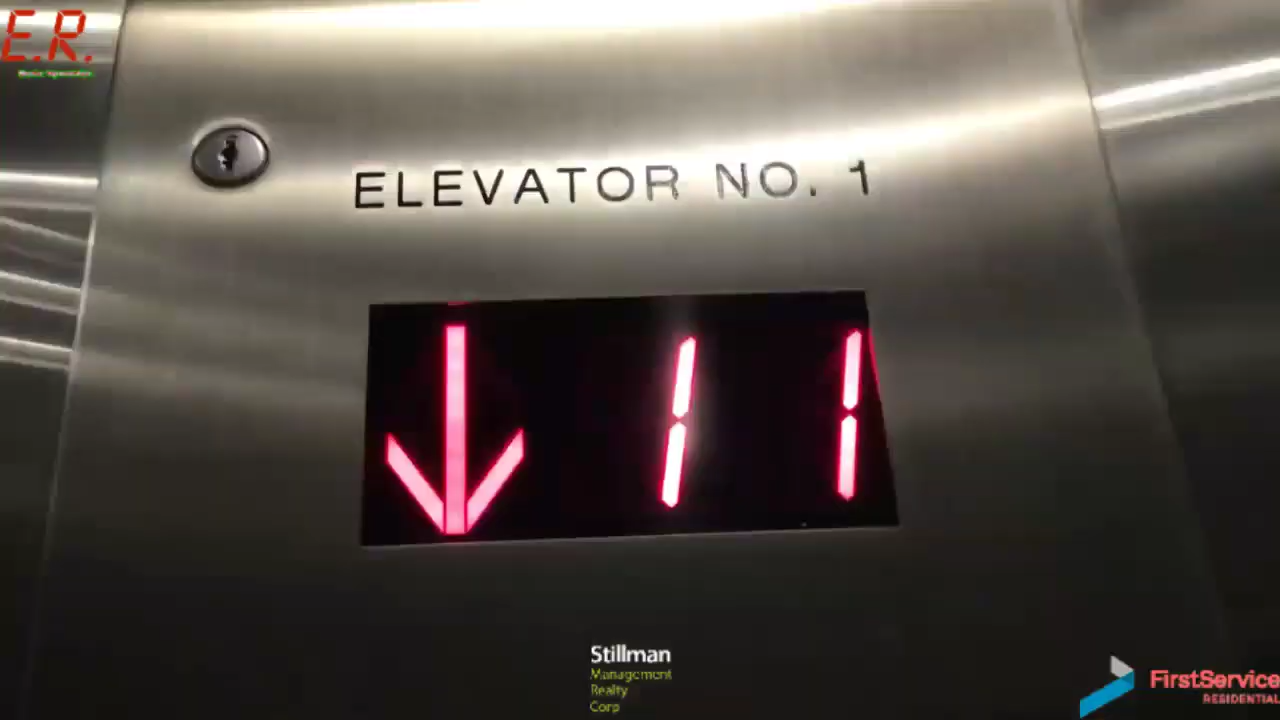 E.R.
ELEVATOR NO. 1
11
Stillman
Management
Realty
Corp
FirstService
RESIDENTIAL